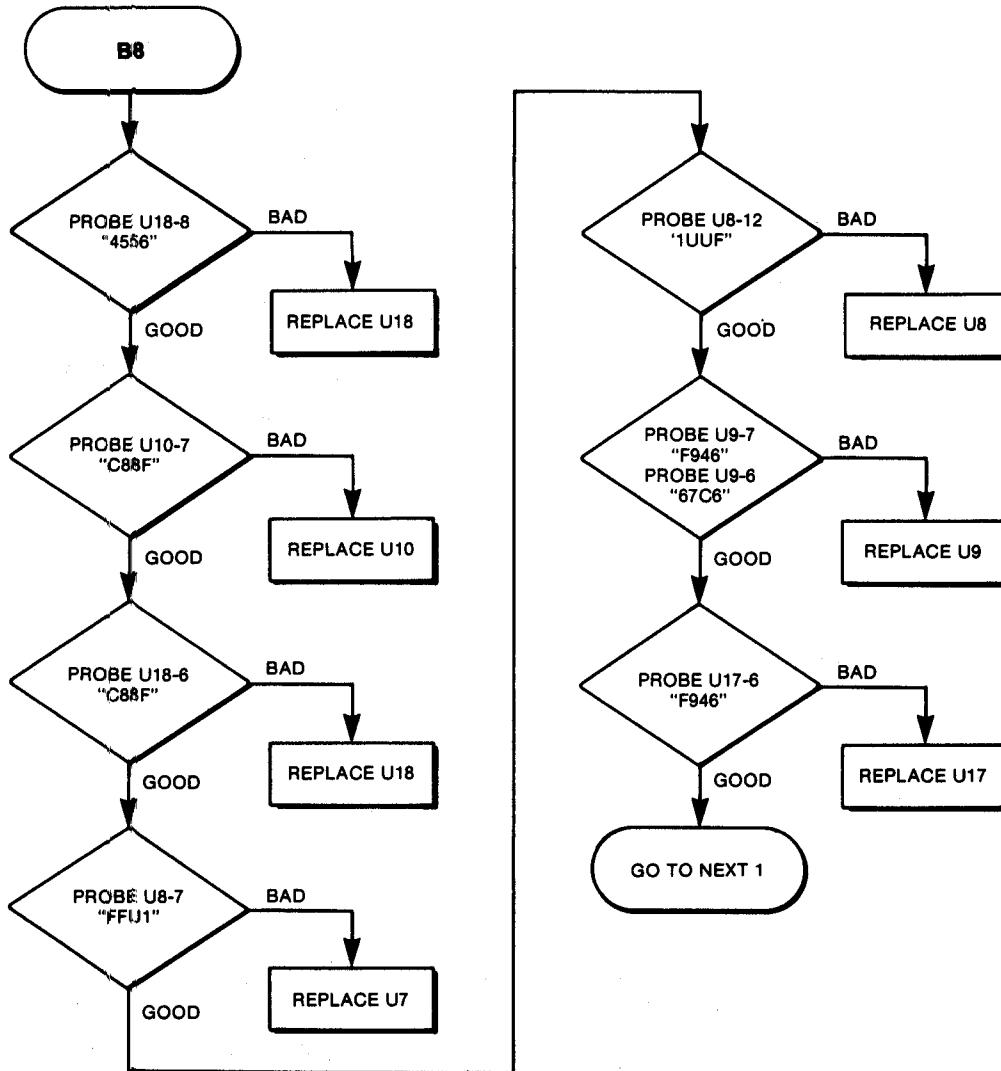 B8
PROBE U18-8
"4556"
BAD
REPLACE U18
GOOD
PROBE U10-7
"C88F"
BAD
REPLACE U10
GOOD
PROBE U18-6
"C88F"
BAD
REPLACE U18
GOOD
PROBE U8-7
"FFU1"
BAD
REPLACE U7
GOOD
PROBE U8-12
'1UUF"
BAD
REPLACE U8
GOOD
PROBE U9-7
"F946"
PROBE U9-6
"67C6"
BAD
REPLACE U9
GOOD
PROBE U17-6
"F946"
BAD
REPLACE U17
GOOD
GO TO NEXT 1